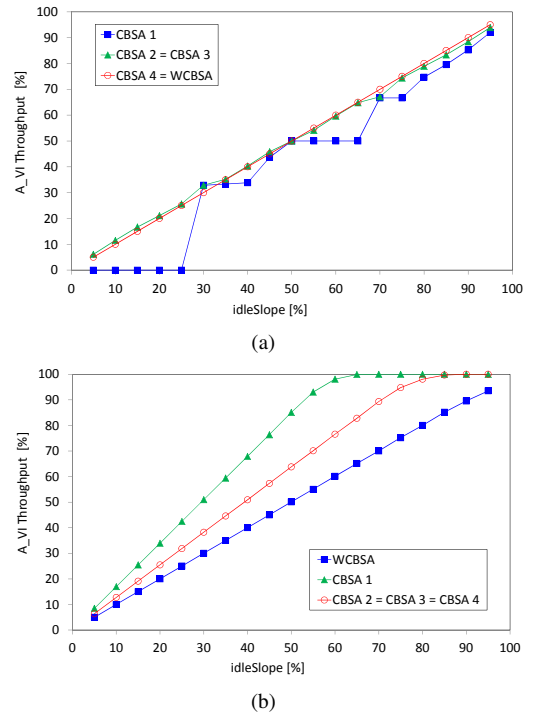 100
90
80
70
60
50
40
30
20
10
0
A_VI Throughput [%]
CBSA 1
CBSA 2 = CBSA 3
CBSA 4 = WCBSA
0 10 20 30 40 50 60 70 80 90 100
idleSlope [%]
(a)
100
90
80
70
60
50
40
30
20
10
0
A_VI Throughput [%]
WCBSA
CBSA 1
CBSA 2 = CBSA 3 = CBSA 4
0 10 20 30 40 50 60 70 80 90 100
idleSlope [%]
(b)